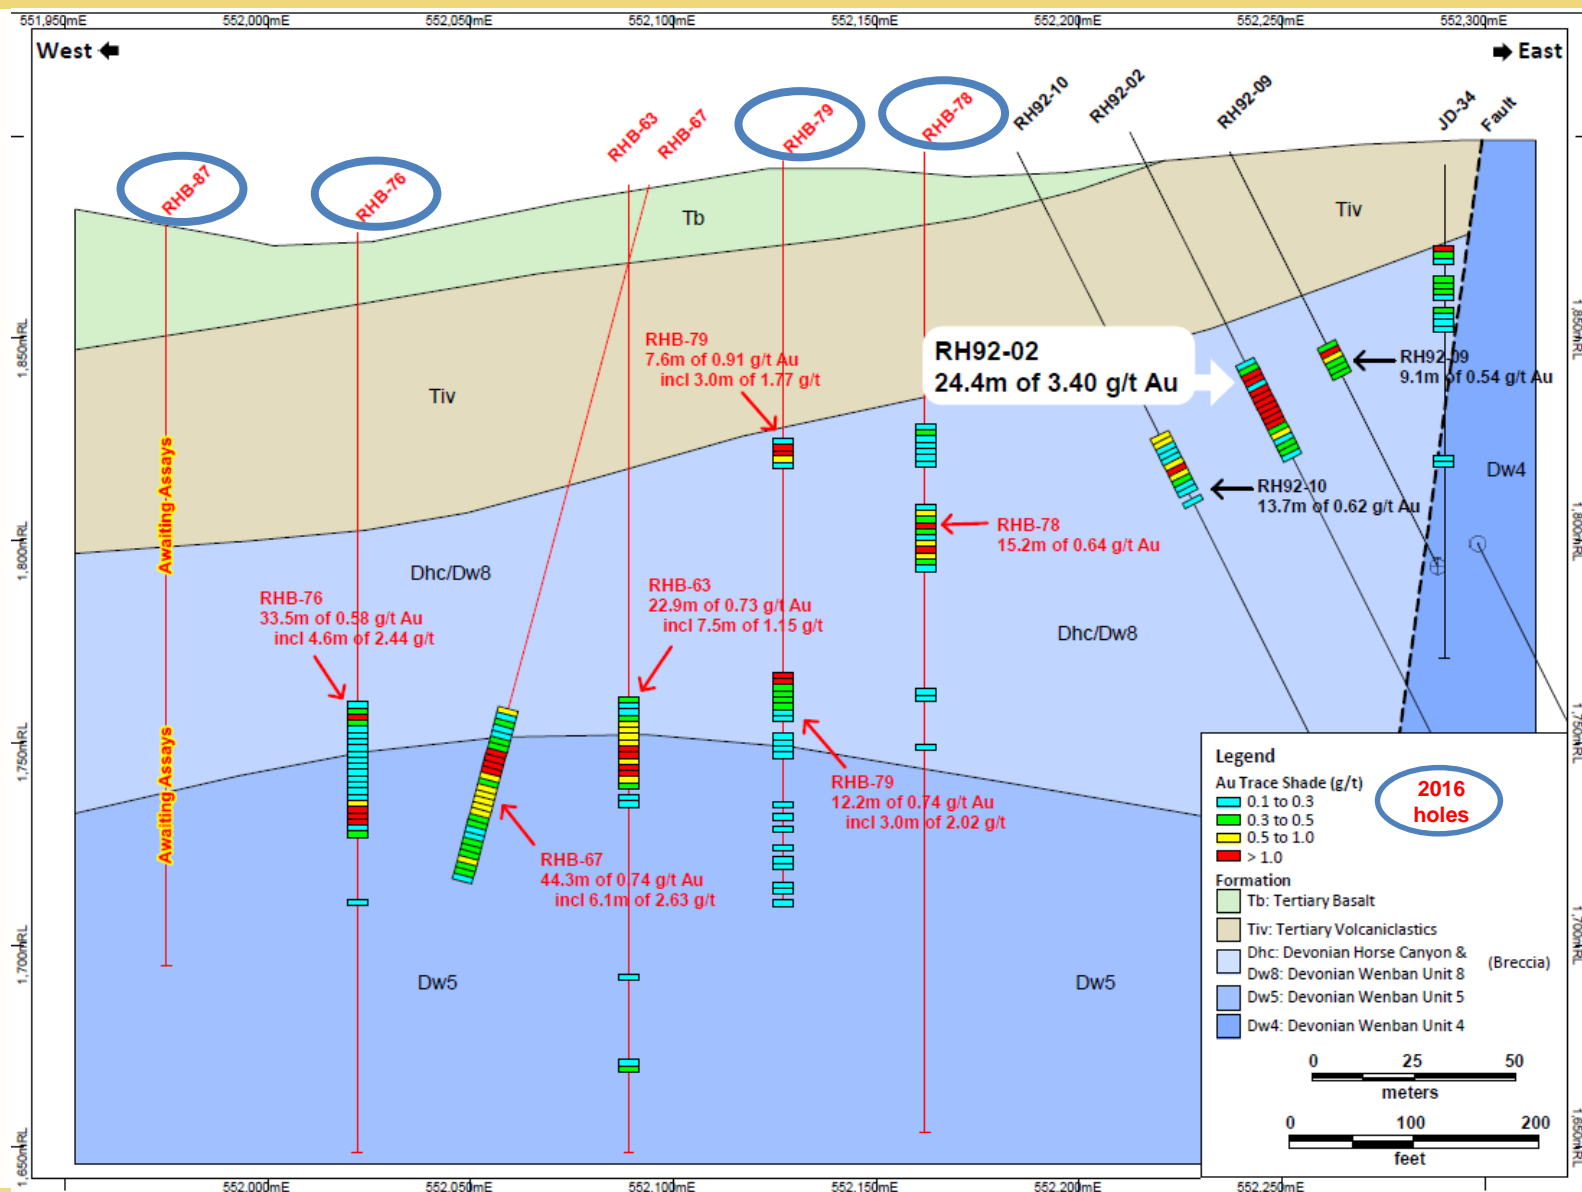 551,950mE 552,000mE 552,050mE 552,100mE 552,150mE 552,200mE 552,250mE 552,300mE
West
East
RHB-87
RHB-76
RHB-63
RHB-67
RHB-79
RHB-78
RH92-10
RH92-02
RH92-09
JD-34
Fault
Tb
Tiv
Tiv
1,850mRL
1,850mRL
RHB-79
7.6m of 0.91 g/t Au
incl 3.0m of 1.77 g/t
RH92-02
24.4m of 3.40 g/t Au
RH92-09
9.1m of 0.54 g/t Au
Dw4
RH92-10
13.7m of 0.62 g/t Au
Awaiting Assays
1,800mRL
1,800mRL
RHB-78
15.2m of 0.64 g/t Au
Dhc/Dw8
Dhc/Dw8
RHB-76
33.5m of 0.58 g/t Au
incl 4.6m of 2.44 g/t
RHB-63
22.9m of 0.73 g/t Au
incl 7.5m of 1.15 g/t
Awaiting Assays
1,750mRL
1,750mRL
RHB-79
12.2m of 0.74 g/t Au
incl 3.0m of 2.02 g/t
RHB-67
44.3m of 0.74 g/t Au
incl 6.1m of 2.63 g/t
1,700mRL
1,700mRL
Dw5
Dw5
1,650mRL
1,650mRL
Legend
Au Trace Shade (g/t)
0.1 to 0.3
0.3 to 0.5
0.5 to 1.0
> 1.0
2016
holes
Formation
Tb: Tertiary Basalt
Tiv: Tertiary Volcaniclastics
Dhc: Devonian Horse Canyon &
Dw8: Devonian Wenban Unit 8
(Breccia)
Dw5: Devonian Wenban Unit 5
Dw4: Devonian Wenban Unit 4
0 25 50
meters
0 100 200
feet
552,000mE 552,050mE 552,100mE 552,150mE 552,200mE 552,250mE